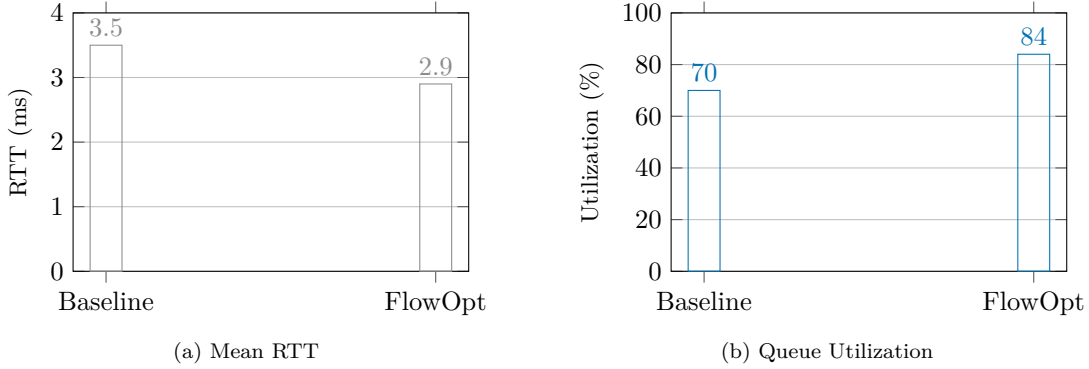 RTT (ms)
4
3
2
1
0
3.5
2.9
Baseline
FlowOpt
(a) Mean RTT
Utilization (%)
100
80
60
40
20
0
70
84
Baseline
FlowOpt
(b) Queue Utilization